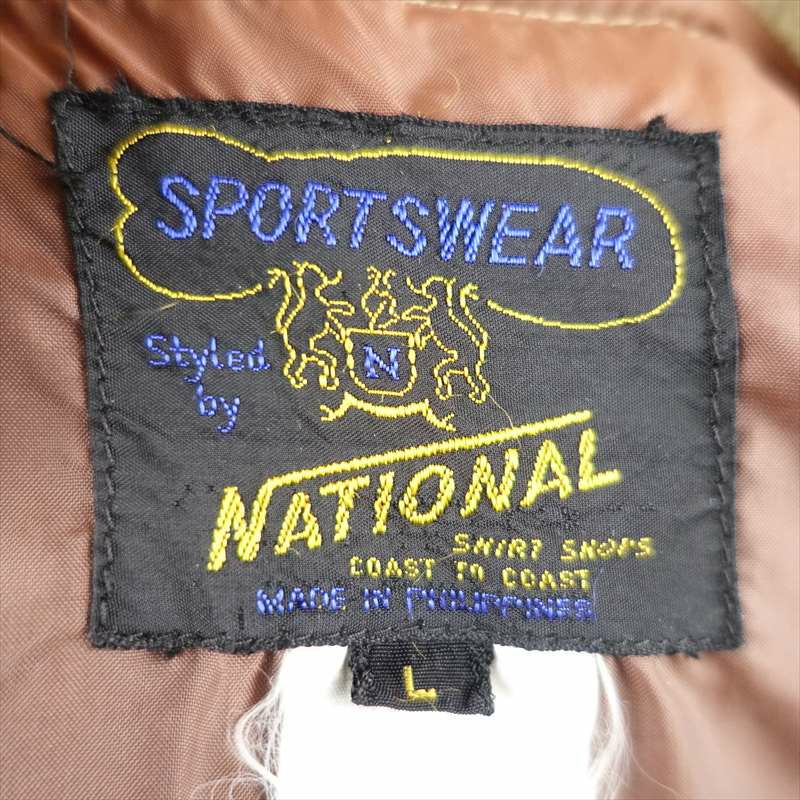 SPORTSWEAR
Styled
by
N
NATIONAL
SHIRT SHOPS
COAST TO COAST
MADE IN PHILIPPINES
L